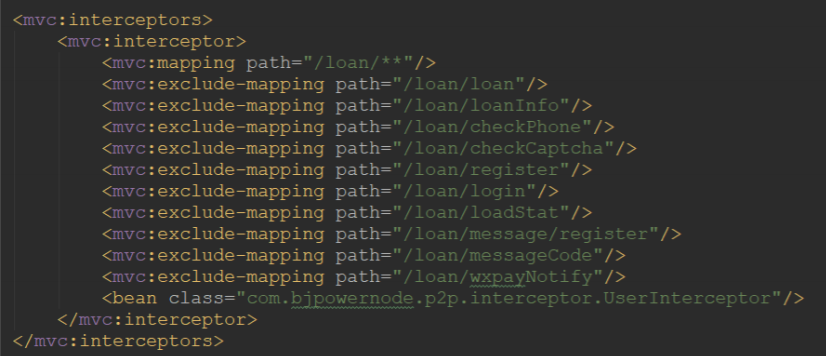 <mvc:interceptors>
<mvc:interceptor>
<mvc:mapping path="/loan/**"/>
<mvc:exclude-mapping path="/loan/loan"/>
<mvc:exclude-mapping path="/loan/loanInfo"/>
<mvc:exclude-mapping path="/loan/checkPhone"/>
<mvc:exclude-mapping path="/loan/checkCaptcha"/>
<mvc:exclude-mapping path="/loan/register"/>
<mvc:exclude-mapping path="/loan/login"/>
<mvc:exclude-mapping path="/loan/loadStat"/>
<mvc:exclude-mapping path="/loan/message/register"/>
<mvc:exclude-mapping path="/loan/messageCode"/>
<mvc:exclude-mapping path="/loan/wxpayNotify"/>
<bean class="com.bjpowernode.p2p.interceptor.UserInterceptor"/>
</mvc:interceptor>
</mvc:interceptors>